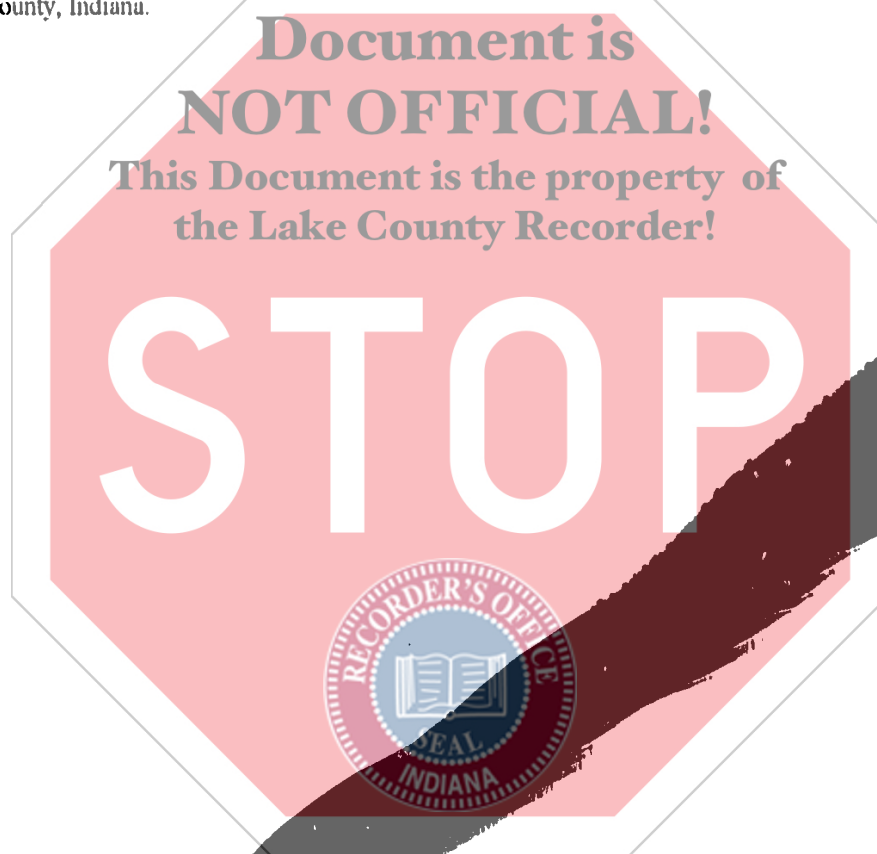 ounty, Indiana.
Document is
NOT OFFICIAL!
This Document is the property of
the Lake County Recorder!
STOP
RECORDER'S OFFICE
SEAL
INDIANA